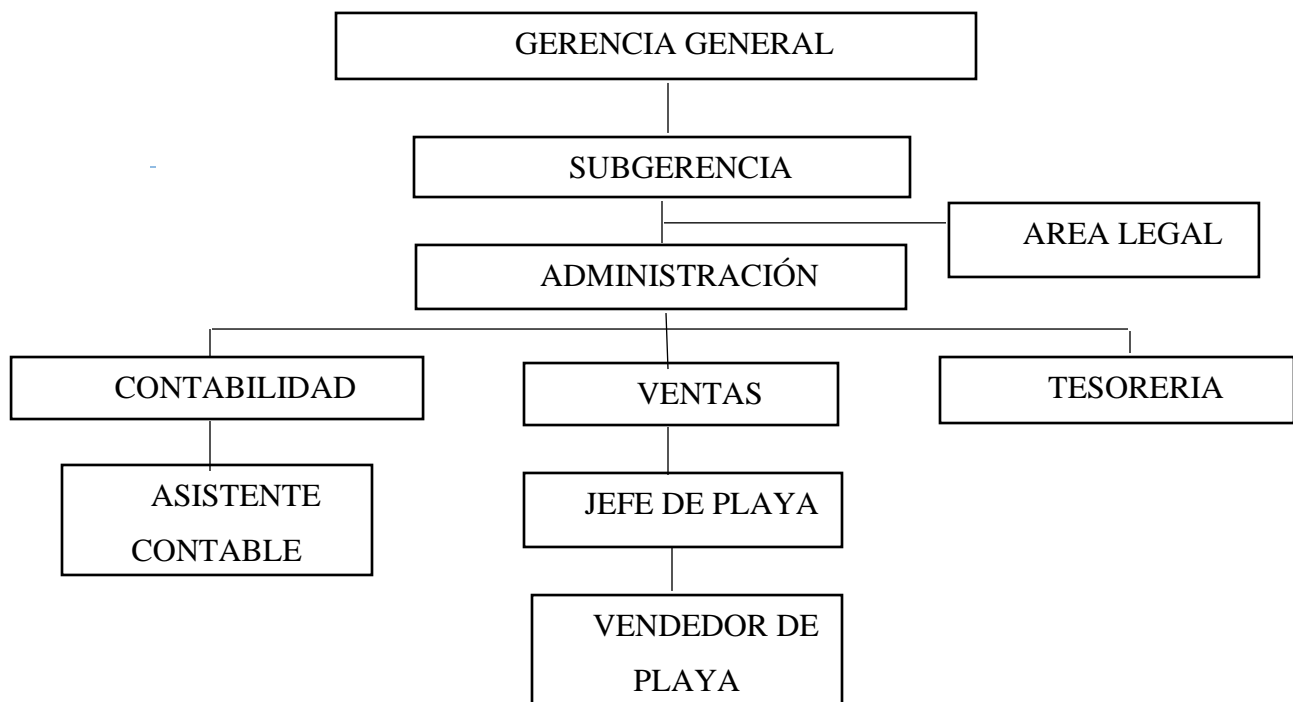 GERENCIA GENERAL
SUBGERENCIA
AREA LEGAL
ADMINISTRACIÓN
CONTABILIDAD
VENTAS
TESORERIA
ASISTENTE
CONTABLE
JEFE DE PLAYA
VENDEDOR DE
PLAYA